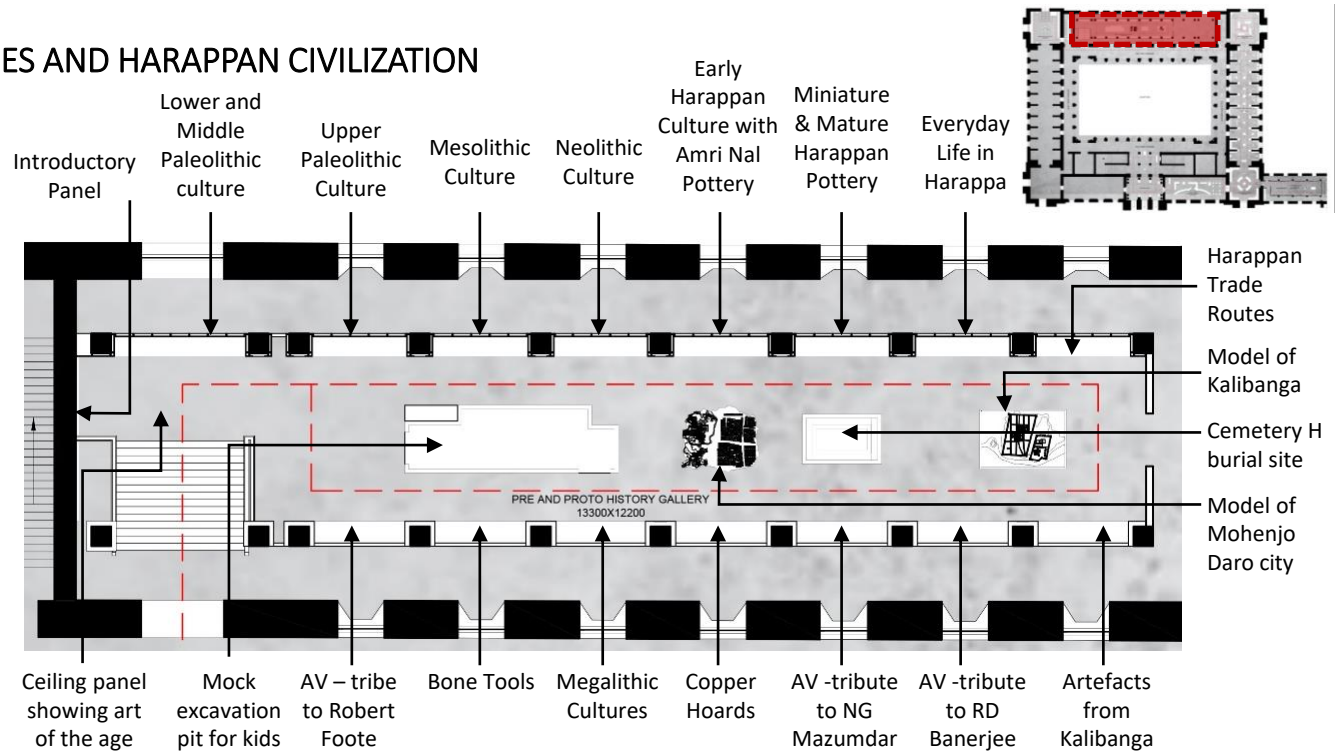 ES AND HARAPPAN CIVILIZATION
Introductory
Panel
Lower and
Middle
Paleolithic
culture
Upper
Paleolithic
Culture
Mesolithic
Culture
Neolithic
Culture
Early
Harappan
Culture with
Amri Nal
Pottery
Miniature
& Mature
Harappan
Pottery
Everyday
Life in
Harappa
Harappan
Trade
Routes
Model of
Kalibanga
Cemetery H
burial site
Model of
Mohenjo
Daro city
PRE AND PROTO HISTORY GALLERY
13300X12200
Ceiling panel
showing art
of the age
Mock
excavation
pit for kids
AV – tribe
to Robert
Foote
Bone Tools
Megalithic
Cultures
Copper
Hoards
AV -tribute
to NG
Mazumdar
AV -tribute
to RD
Banerjee
Artefacts
from
Kalibanga